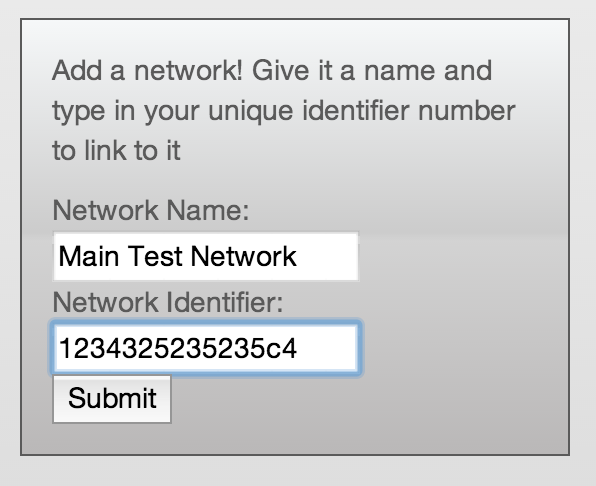 Add a network! Give it a name and
type in your unique identifier number
to link to it
Network Name:
Main Test Network
Network Identifier:
1234325235235c4
Submit